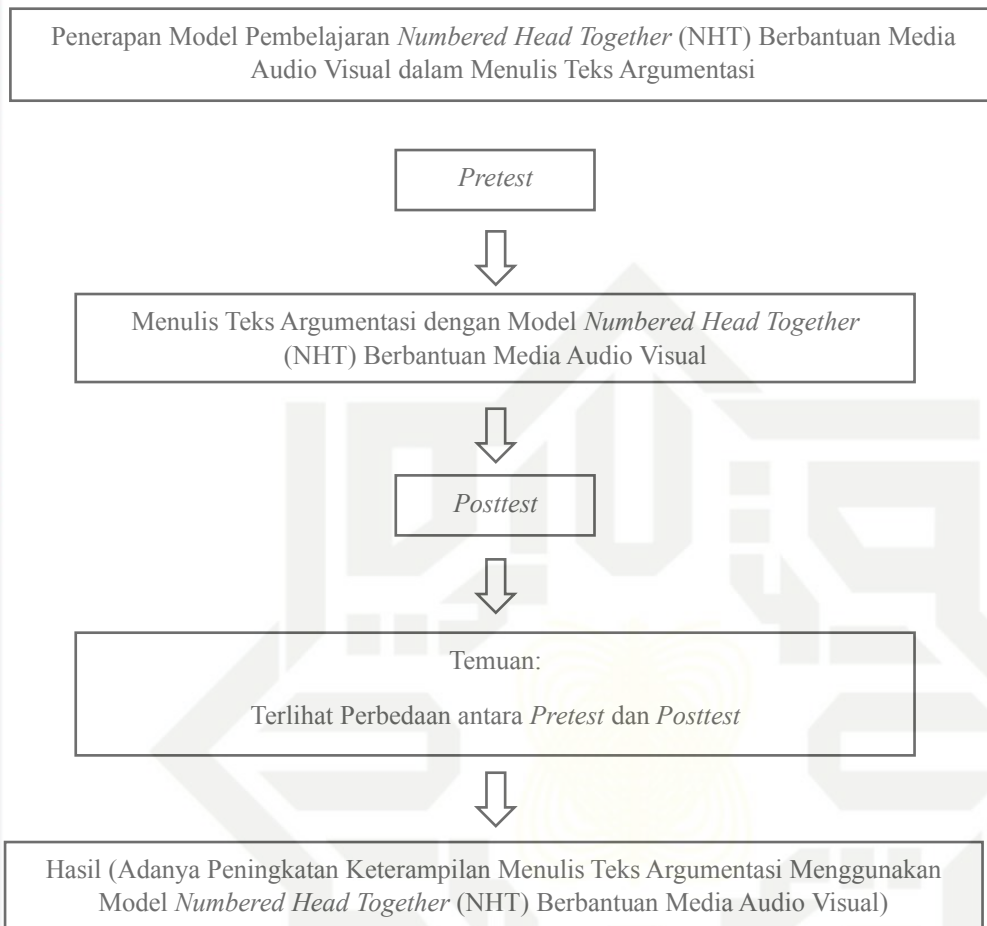 Penerapan Model Pembelajaran Numbered Head Together (NHT) Berbantuan Media
Audio Visual dalam Menulis Teks Argumentasi
Pretest
Menulis Teks Argumentasi dengan Model Numbered Head Together
(NHT) Berbantuan Media Audio Visual
Posttest
Temuan:
Terlihat Perbedaan antara Pretest dan Posttest
Hasil (Adanya Peningkatan Keterampilan Menulis Teks Argumentasi Menggunakan
Model Numbered Head Together (NHT) Berbantuan Media Audio Visual)